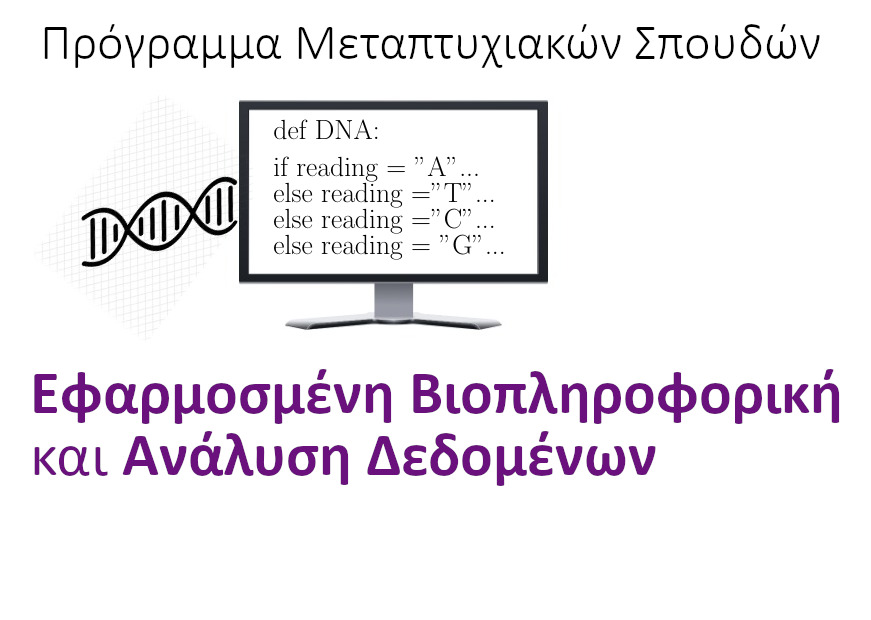 Πρόγραμμα Μεταπτυχιακών Σπουδών
def DNA:
if reading = ”A”...
else reading =”T”...
else reading =”C”...
else reading = ”G”...
Εφαρμοσμένη Βιοπληροφορική
και Ανάλυση Δεδομένων